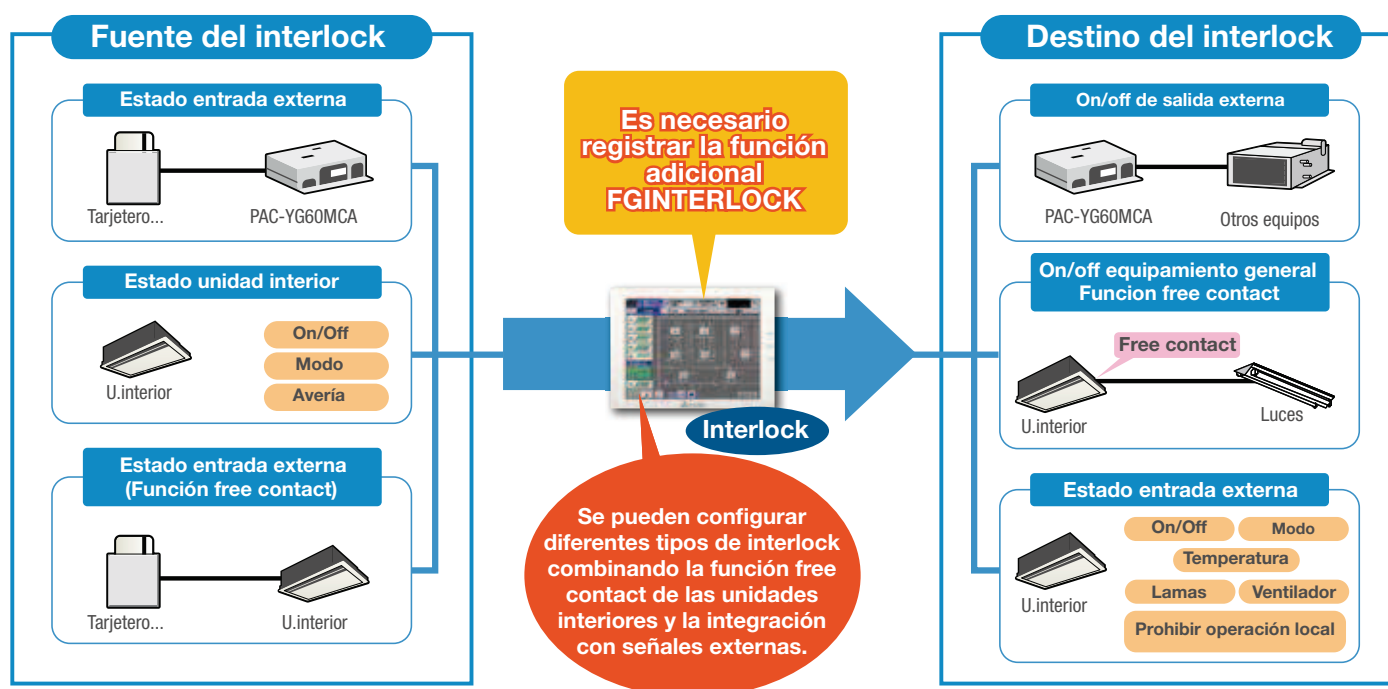 Fuente del interlock
Estado entrada externa
Tarjetero...
PAC-YG60MCA
Estado unidad interior
U.interior
On/Off
Modo
Avería
Estado entrada externa
(Función free contact)
Tarjetero...
U.interior
Es necesario
registrar la función
adicional
FGINTERLOCK
Interlock
Se pueden configurar
diferentes tipos de interlock
combinando la función free
contact de las unidades
interiores y la integración
con señales externas.
Destino del interlock
On/off de salida externa
PAC-YG60MCA
Otros equipos
On/off equipamiento general
Funcion free contact
Free contact
U.interior
Luces
Estado entrada externa
U.interior
On/Off
Modo
Temperatura
Lamas
Ventilador
Prohibir operación local